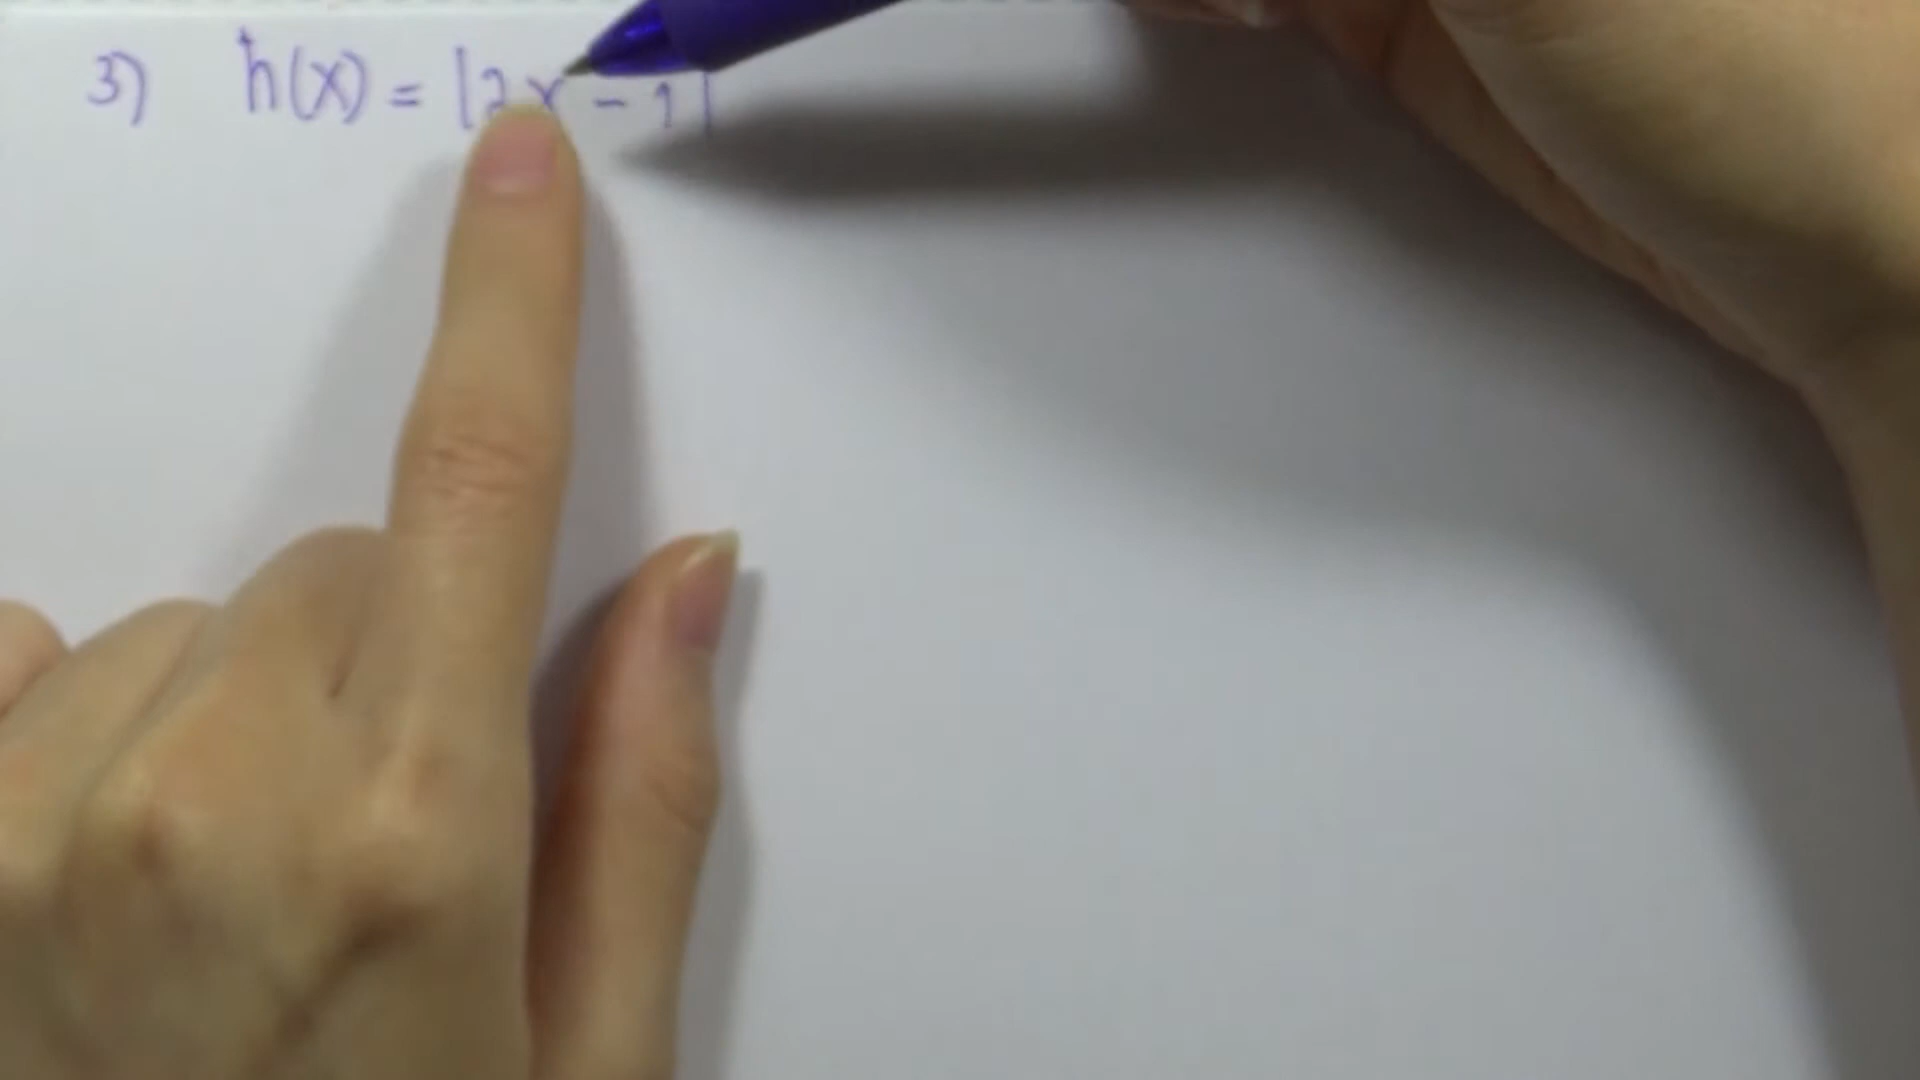 3) h(x) = |2x - 1|